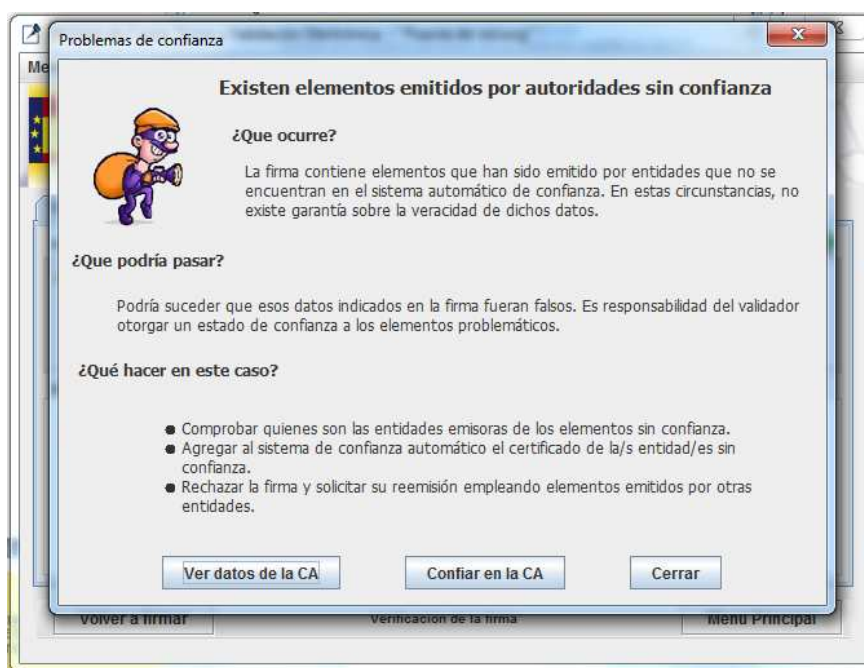 Problemas de confianza
Me
Existen elementos emitidos por autoridades sin confianza
¿Que ocurre?
La firma contiene elementos que han sido emitido por entidades que no se
encuentran en el sistema automático de confianza. En estas circunstancias, no
existe garantía sobre la veracidad de dichos datos.
¿Que podría pasar?
Podría suceder que esos datos indicados en la firma fueran falsos. Es responsabilidad del validador
otorgar un estado de confianza a los elementos problemáticos.
¿Qué hacer en este caso?
Comprobar quienes son las entidades emisoras de los elementos sin confianza.
Agregar al sistema de confianza automático el certificado de la/s entidad/es sin
confianza.
Rechazar la firma y solicitar su reemisión empleando elementos emitidos por otras
entidades.
Ver datos de la CA Confiar en la CA Cerrar
Volver a firmar Verificación de la firma Menú Principal